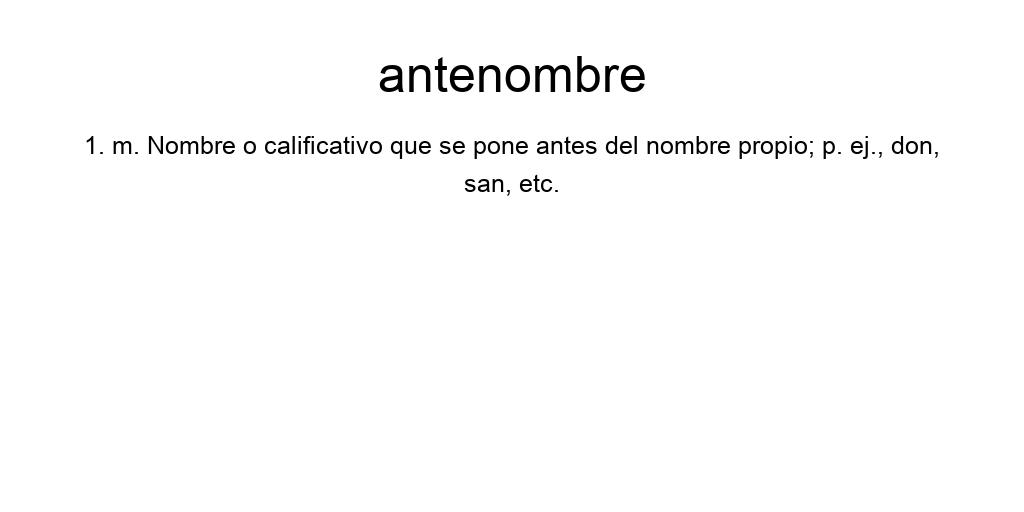 antenombre
1. m. Nombre o calificativo que se pone antes del nombre propio; p. ej., don,
san, etc.